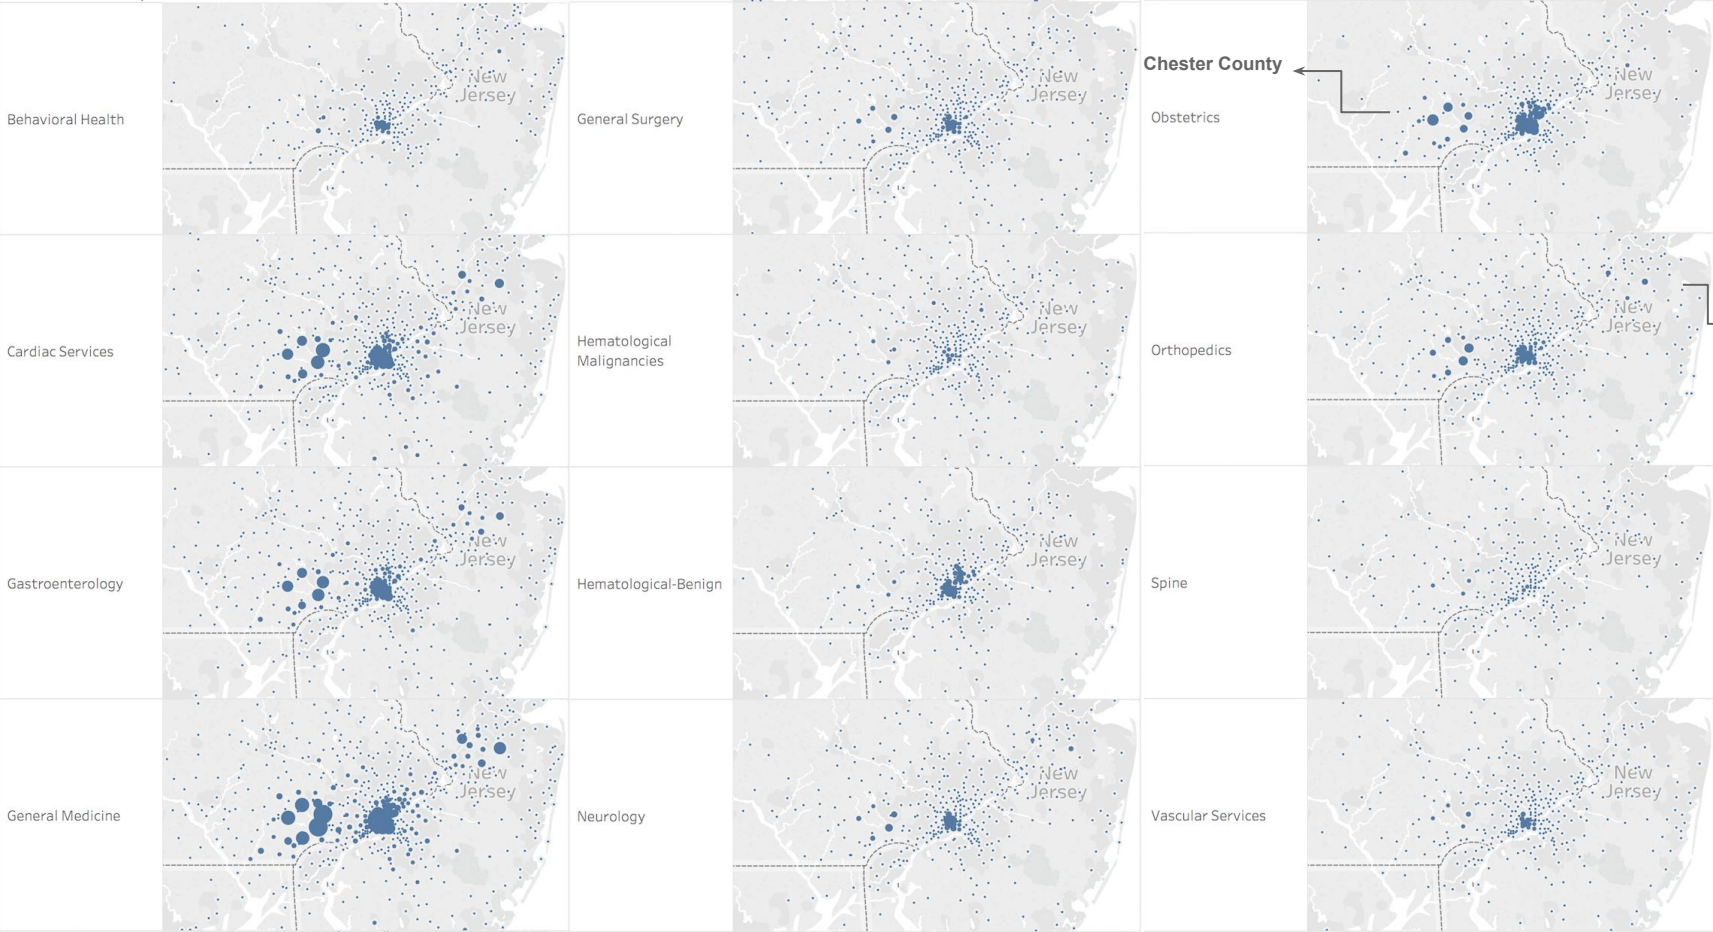 Behavioral Health
New
Jersey
General Surgery
New
Jersey
Chester County
Obstetrics
New
Jersey
Cardiac Services
New
Jersey
Hematological
Malignancies
New
Jersey
Orthopedics
New
Jersey
Gastroenterology
New
Jersey
Hematological-Benign
New
Jersey
Spine
New
Jersey
General Medicine
New
Jersey
Neurology
New
Jersey
Vascular Services
New
Jersey